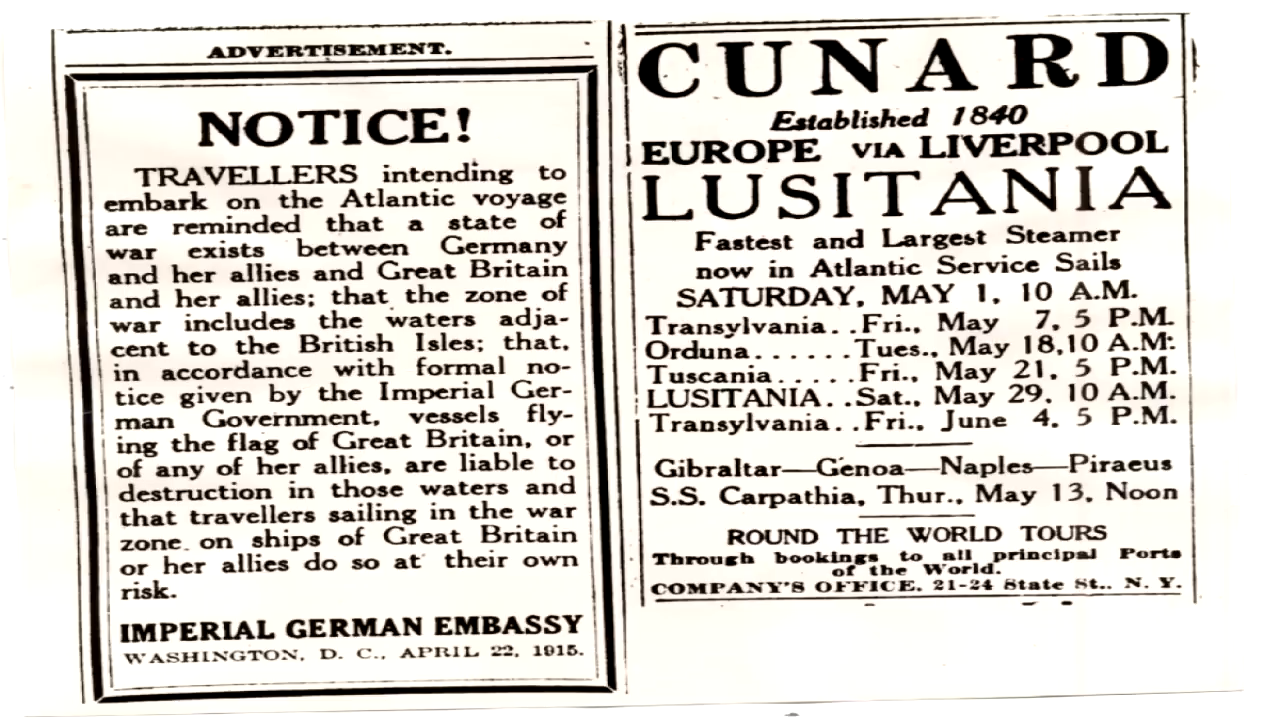 ADVERTISEMENT.
NOTICE!
TRAVELLERS intending to
embark on the Atlantic voyage
are reminded that a state of
war exists between Germany
and her allies and Great Britain
and her allies; that the zone of
war includes the waters adja-
cent to the British Isles; that,
in accordance with formal no-
tice given by the Imperial Ger-
man Government, vessels fly-
ing the flag of Great Britain, or
of any of her allies, are liable to
destruction in those waters and
that travellers sailing in the war
zone on ships of Great Britain
or her allies do so at their own
risk.
IMPERIAL GERMAN EMBASSY
WASHINGTON, D. C., APRIL 22, 1915.
CUNARD
Established 1840
EUROPE VIA LIVERPOOL
LUSITANIA
Fastest and Largest Steamer
now in Atlantic Service Sails
SATURDAY, MAY 1, 10 A.M.
Transylvania..Fri., May 7, 5 P.M.
Orduna......Tues., May 18,10 A.M.
Tuscania.....Fri., May 21, 5 P.M.
LUSITANIA..Sat., May 29, 10 A.M.
Transylvania..Fri., June 4, 5 P.M.
Gibraltar—Genoa—Naples—Piraeus
S.S. Carpathia, Thur., May 13, Noon
ROUND THE WORLD TOURS
Through bookings to all principal Ports
of the World.
COMPANY'S OFFICE, 21-24 State St., N. Y.